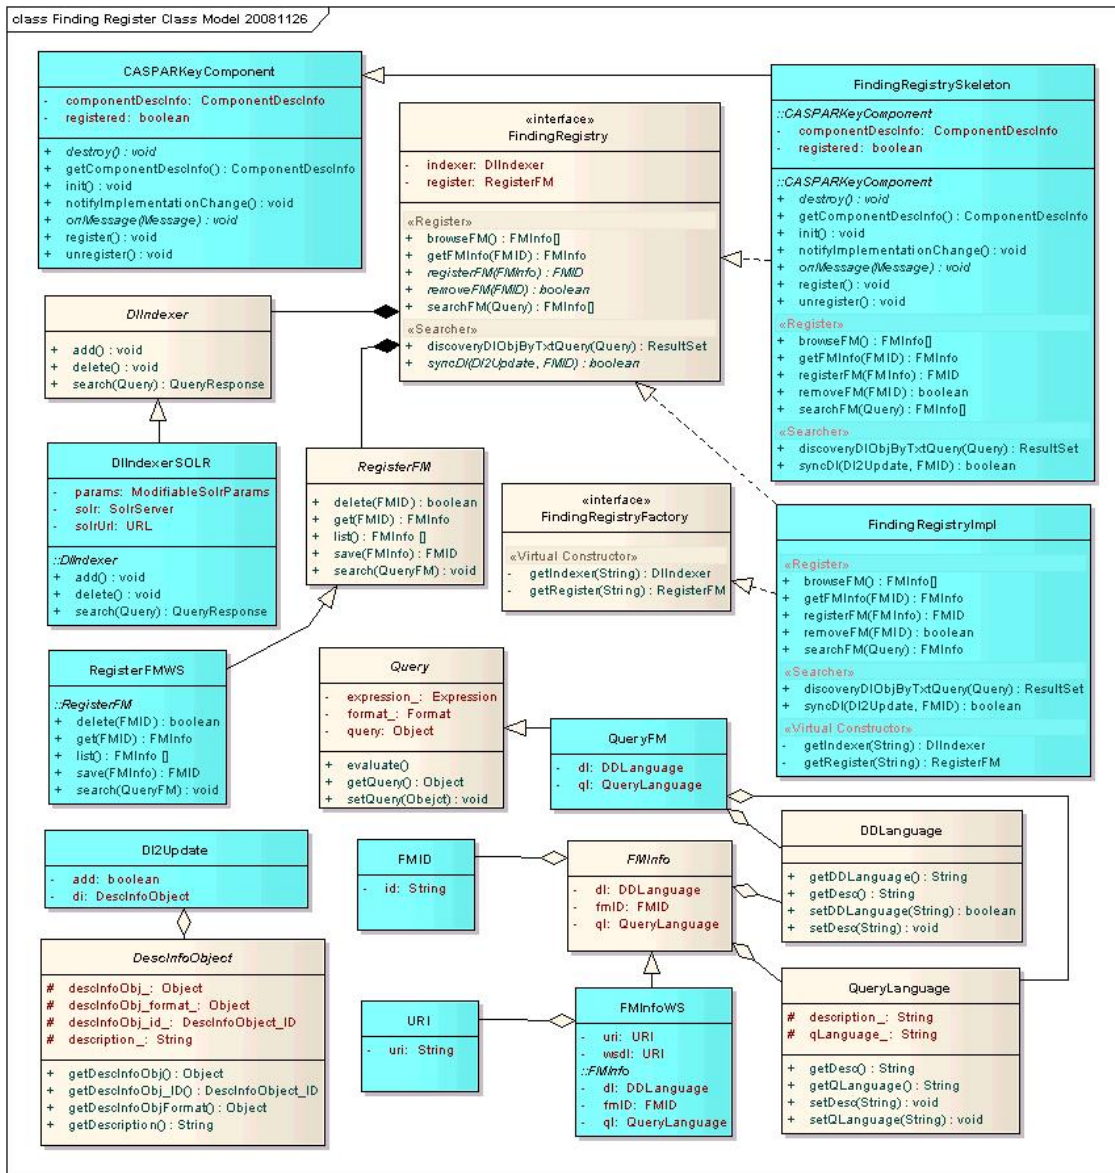 class Finding Register Class Model 20081126
CASPARKeyComponent
- componentDescInfo: ComponentDescInfo
- registered: boolean
+ destroy() : void
+ getComponentDescInfo() : ComponentDescInfo
+ init() : void
+ notifyImplementationChange() : void
+ onMessage(Message) : void
+ register() : void
+ unregister() : void
«interface»
FindingRegistry
- indexer: DIIndexer
- register: RegisterFM
«Register»
+ browseFM() : FMInfo[]
+ getFMInfo(FMID) : FMInfo
+ registerFM(FMInfo) : FMID
+ removeFM(FMID) : boolean
+ searchFM(Query) : FMInfo[]
«Searcher»
+ discoveryDIObjByTxtQuery(Query) : ResultSet
+ syncDI(DI2Update, FMID) : boolean
FindingRegistrySkeleton
::CASPARKeyComponent
- componentDescInfo: ComponentDescInfo
- registered: boolean
::CASPARKeyComponent
+ destroy() : void
+ getComponentDescInfo() : ComponentDescInfo
+ init() : void
+ notifyImplementationChange() : void
+ onMessage(Message) : void
+ register() : void
+ unregister() : void
«Register»
+ browseFM() : FMInfo[]
+ getFMInfo(FMID) : FMInfo
+ registerFM(FMInfo) : FMID
+ removeFM(FMID) : boolean
+ searchFM(Query) : FMInfo[]
«Searcher»
+ discoveryDIObjByTxtQuery(Query) : ResultSet
+ syncDI(DI2Update, FMID) : boolean
DIIndexer
+ add() : void
+ delete() : void
+ search(Query) : QueryResponse
DIIndexerSOLR
- params: ModifiableSolrParams
- solr: SolrServer
- solrUrl: URL
::DIIndexer
+ add() : void
+ delete() : void
+ search(Query) : QueryResponse
RegisterFM
+ delete(FMID) : boolean
+ get(FMID) : FMInfo
+ list() : FMInfo []
+ save(FMInfo) : FMID
+ search(QueryFM) : void
«interface»
FindingRegistryFactory
«Virtual Constructor»
- getIndexer(String) : DIIndexer
- getRegister(String) : RegisterFM
FindingRegistryImpl
«Register»
+ browseFM() : FMInfo[]
+ getFMInfo(FMID) : FMInfo
+ registerFM(FMInfo) : FMID
+ removeFM(FMID) : boolean
+ searchFM(Query) : FMInfo
«Searcher»
+ discoveryDIObjByTxtQuery(Query) : ResultSet
+ syncDI(DI2Update, FMID) : boolean
«Virtual Constructor»
- getIndexer(String) : DIIndexer
- getRegister(String) : RegisterFM
RegisterFMWS
::RegisterFM
+ delete(FMID) : boolean
+ get(FMID) : FMInfo
+ list() : FMInfo []
+ save(FMInfo) : FMID
+ search(QueryFM) : void
Query
- expression_: Expression
- format_: Format
- query: Object
+ evaluate()
+ getQuery() : Object
+ setQuery(Obejct) : void
QueryFM
- dl: DDLanguage
- ql: QueryLanguage
DDLanguage
+ getDDLanguage() : String
+ getDesc() : String
+ setDDLanguage(String) : boolean
+ setDesc(String) : void
DI2Update
- add: boolean
- di: DescInfoObject
FMID
- id: String
FMInfo
- dl: DDLanguage
- fmID: FMID
- ql: QueryLanguage
DescInfoObject
# descInfoObj_: Object
# descInfoObj_format_: Object
# descInfoObj_id_: DescInfoObject_ID
# description_: String
+ getDescInfoObj() : Object
+ getDescInfoObj_ID() : DescInfoObject_ID
+ getDescInfoObjFormat() : Object
+ getDescription() : String
URI
- uri: String
FMInfoWS
- uri: URI
- wsdl: URI
::FMInfo
- dl: DDLanguage
- fmID: FMID
- ql: QueryLanguage
QueryLanguage
# description_: String
# qLanguage_: String
+ getDesc() : String
+ getQLanguage() : String
+ setDesc(String) : void
+ setQLanguage(String) : void